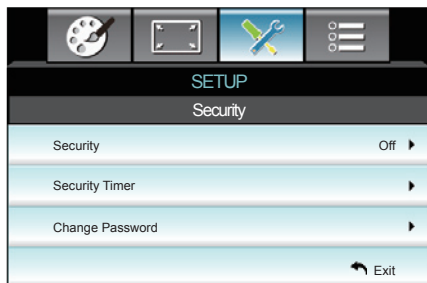 SETUP
Security
Security Off
Security Timer
Change Password
Exit